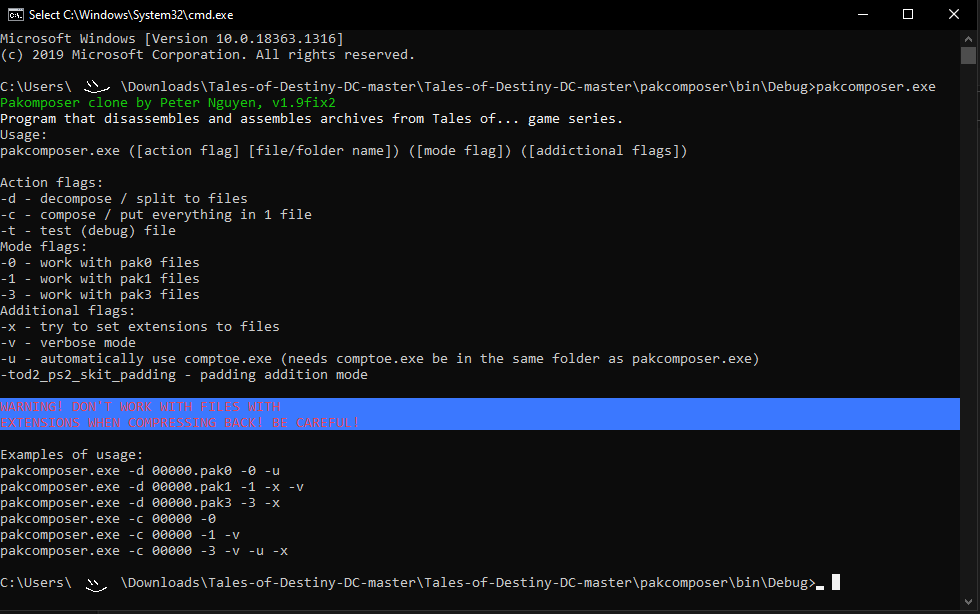 Select C:\Windows\System32\cmd.exe
Microsoft Windows [Version 10.0.18363.1316]
(c) 2019 Microsoft Corporation. All rights reserved.
C:\Users\ \Downloads\Tales-of-Destiny-DC-master\Tales-of-Destiny-DC-master\pakcomposer\bin\Debug>pakcomposer.exe
Pakomposer clone by Peter Nguyen, v1.9fix2
Program that disassembles and assembles archives from Tales of... game series.
Usage:
pakcomposer.exe ([action flag] [file/folder name]) ([mode flag]) ([addictional flags])
Action flags:
-d - decompose / split to files
-c - compose / put everything in 1 file
-t - test (debug) file
Mode flags:
-0 - work with pak0 files
-1 - work with pak1 files
-3 - work with pak3 files
Additional flags:
-x - try to set extensions to files
-v - verbose mode
-u - automatically use comptoe.exe (needs comptoe.exe be in the same folder as pakcomposer.exe)
-tod2_ps2_skit_padding - padding addition mode
WARNING! DON'T WORK WITH FILES WITH
EXTENSIONS WHEN COMPRESSING BACK! BE CAREFUL!
Examples of usage:
pakcomposer.exe -d 00000.pak0 -0 -u
pakcomposer.exe -d 00000.pak1 -1 -x -v
pakcomposer.exe -d 00000.pak3 -3 -x
pakcomposer.exe -c 00000 -0
pakcomposer.exe -c 00000 -1 -v
pakcomposer.exe -c 00000 -3 -v -u -x
C:\Users\ \Downloads\Tales-of-Destiny-DC-master\Tales-of-Destiny-DC-master\pakcomposer\bin\Debug>